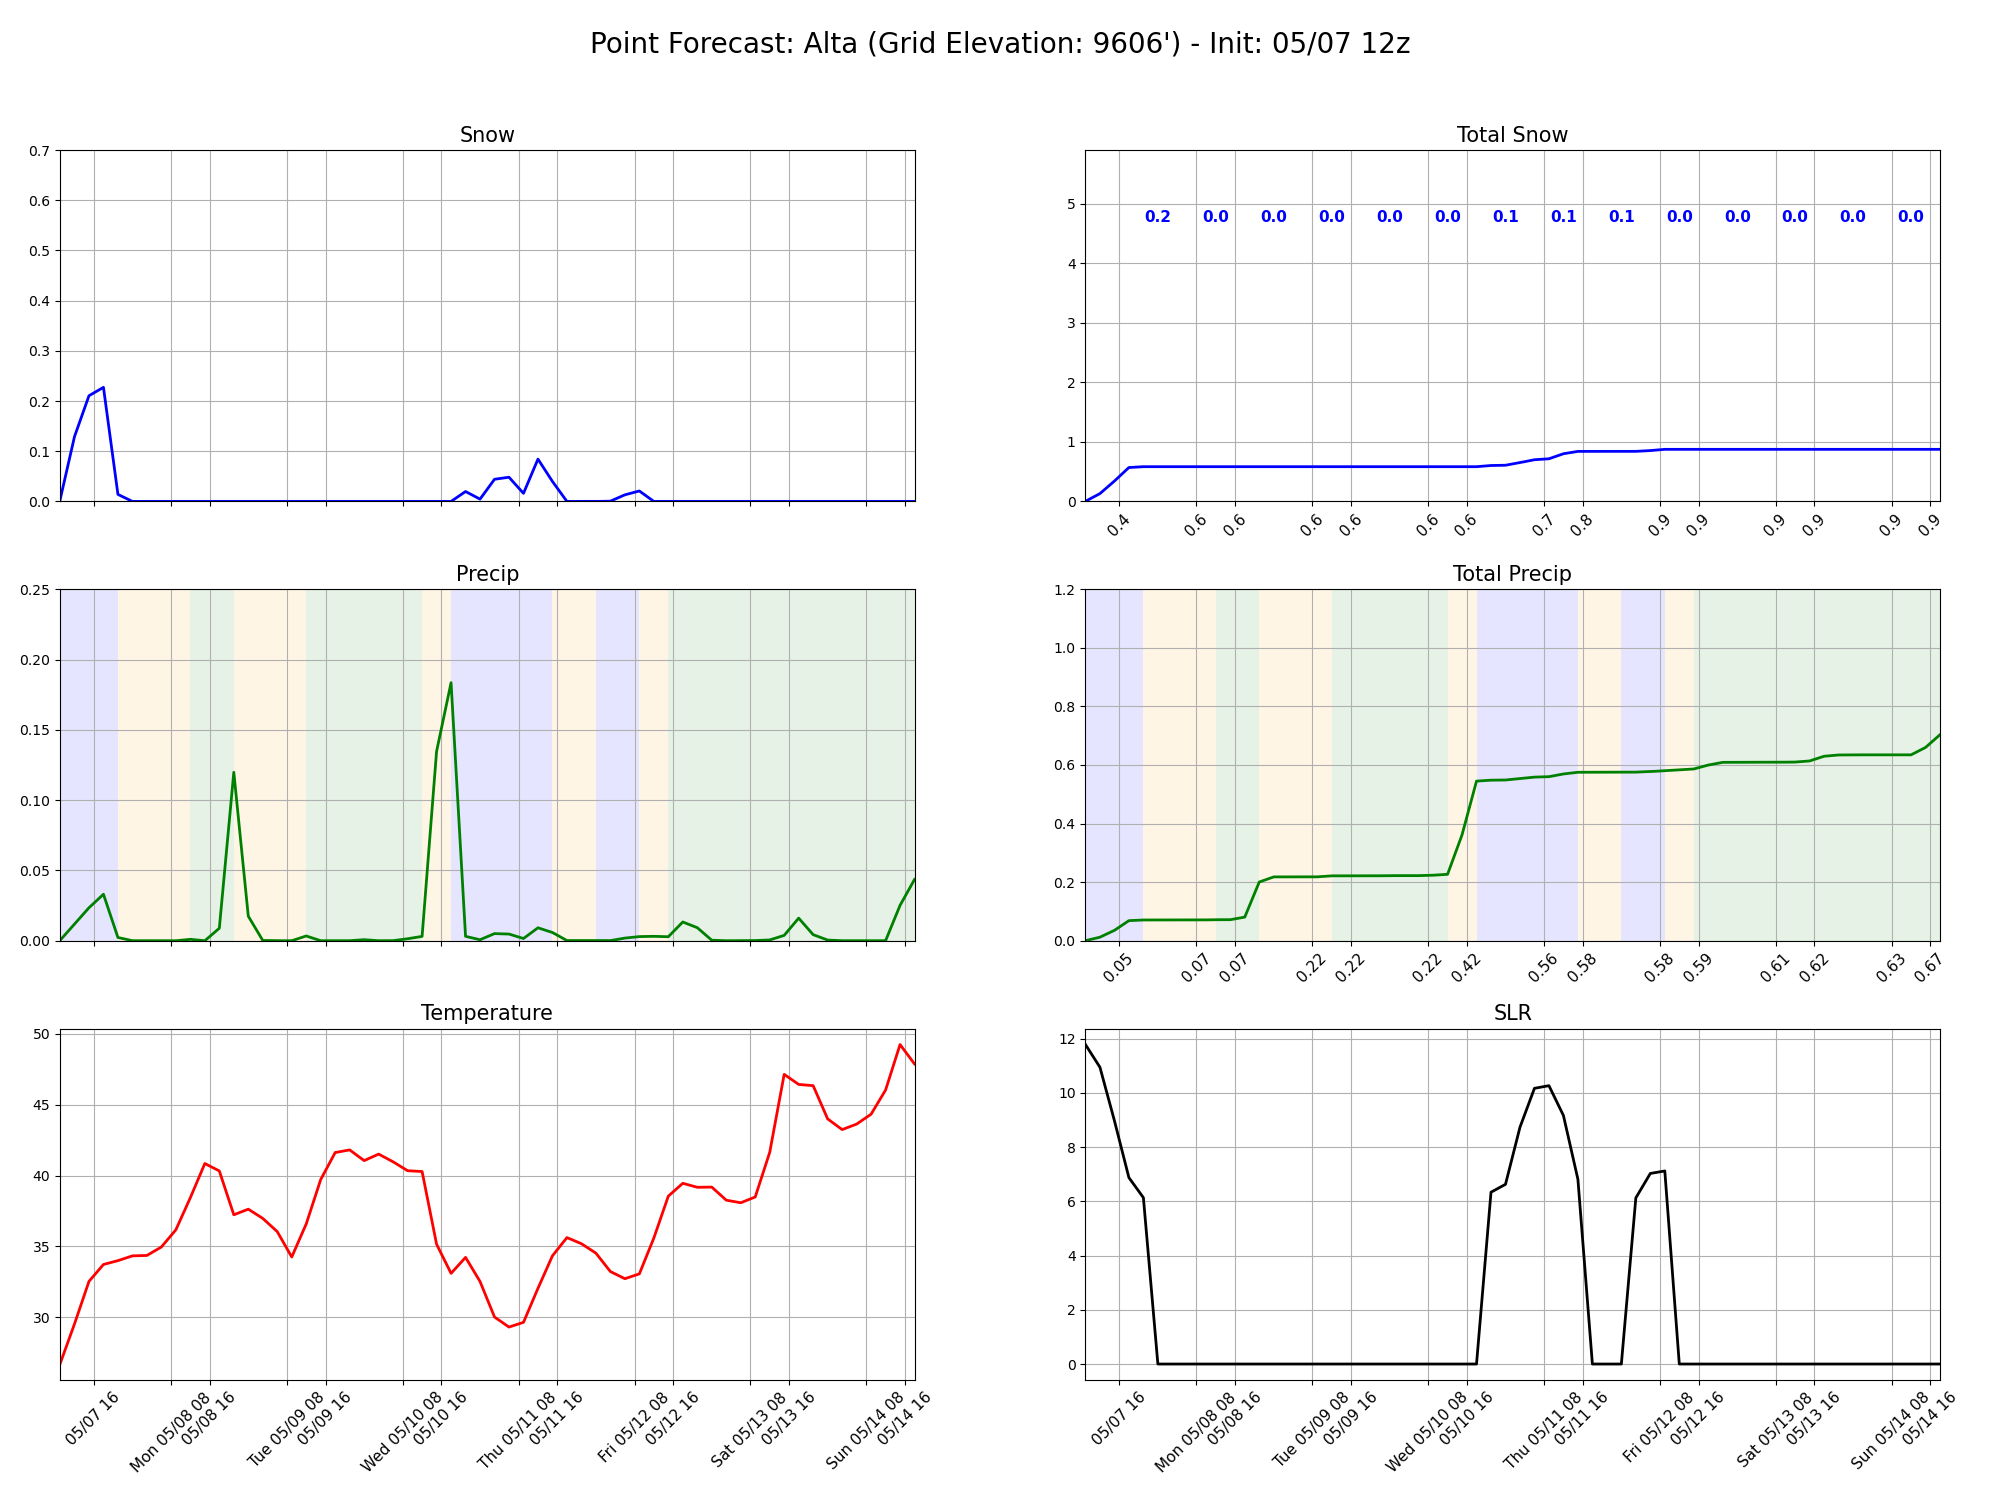 Point Forecast: Alta (Grid Elevation: 9606') - Init: 05/07 12z
Snow
0.7
0.6
0.5
0.4
0.3
0.2
0.1
0.0
Total Snow
5
4
3
2
1
0
0.2 0.0 0.0 0.0 0.0 0.0 0.1 0.1 0.1 0.0 0.0 0.0 0.0 0.0
0.4 0.6 0.6 0.6 0.6 0.6 0.6 0.7 0.8 0.9 0.9 0.9 0.9 0.9 0.9
Precip
0.25
0.20
0.15
0.10
0.05
0.00
Total Precip
1.2
1.0
0.8
0.6
0.4
0.2
0.0
0.05 0.07 0.07 0.22 0.22 0.22 0.42 0.56 0.58 0.58 0.59 0.61 0.62 0.63 0.67
Temperature
50
45
40
35
30
05/07 16
Mon 05/08 08
05/08 16
Tue 05/09 08
05/09 16
Wed 05/10 08
05/10 16
Thu 05/11 08
05/11 16
Fri 05/12 08
05/12 16
Sat 05/13 08
05/13 16
Sun 05/14 08
05/14 16
SLR
12
10
8
6
4
2
0
05/07 16
Mon 05/08 08
05/08 16
Tue 05/09 08
05/09 16
Wed 05/10 08
05/10 16
Thu 05/11 08
05/11 16
Fri 05/12 08
05/12 16
Sat 05/13 08
05/13 16
Sun 05/14 08
05/14 16